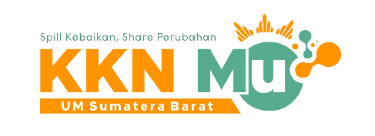 Spill Kebaikan, Share Perubahan
KKN Mu
UM Sumatera Barat